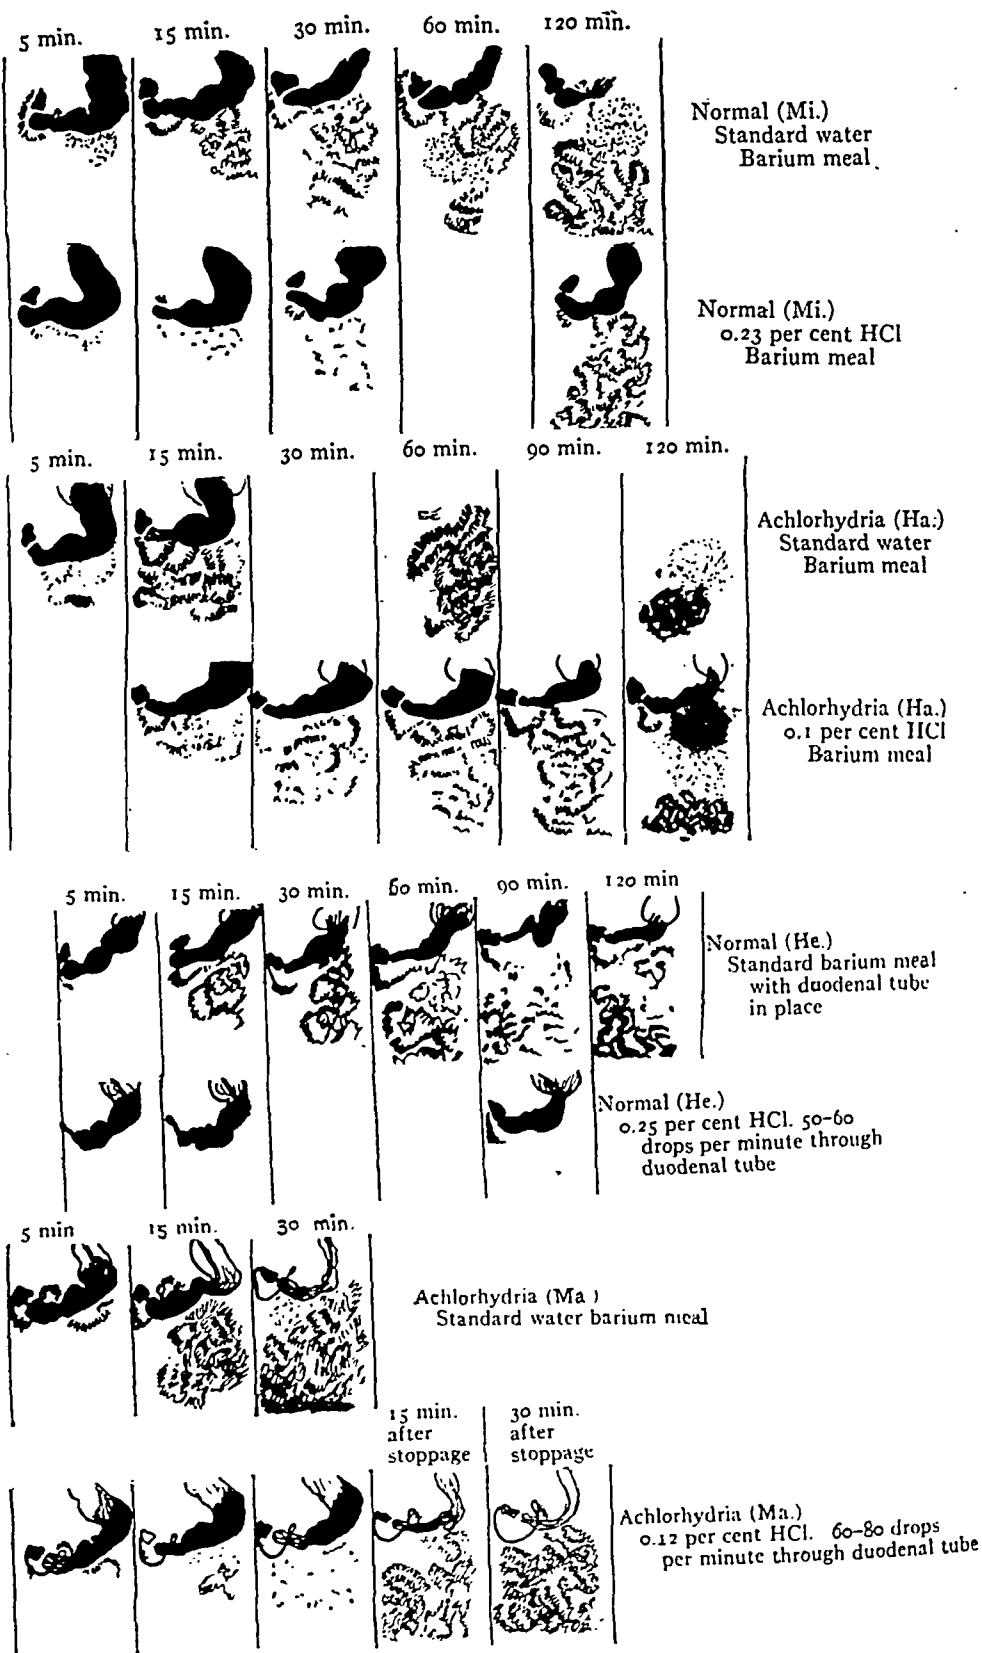 5 min. 15 min. 30 min. 60 min. 120 min.
Normal (Mi.)
Standard water
Barium meal
Normal (Mi.)
0.23 per cent HCl
Barium meal
5 min. 15 min. 30 min. 60 min. 90 min. 120 min.
Achlorhydria (Ha.)
Standard water
Barium meal
Achlorhydria (Ha.)
0.1 per cent HCl
Barium meal
5 min. 15 min. 30 min. 60 min. 90 min. 120 min
Normal (He.)
Standard barium meal
with duodenal tube
in place
Normal (He.)
0.25 per cent HCl. 50–60
drops per minute through
duodenal tube
5 min 15 min. 30 min.
Achlorhydria (Ma )
Standard water barium meal
15 min. 30 min.
after after
stoppage stoppage
Achlorhydria (Ma.)
0.12 per cent HCl. 60–80 drops
per minute through duodenal tube